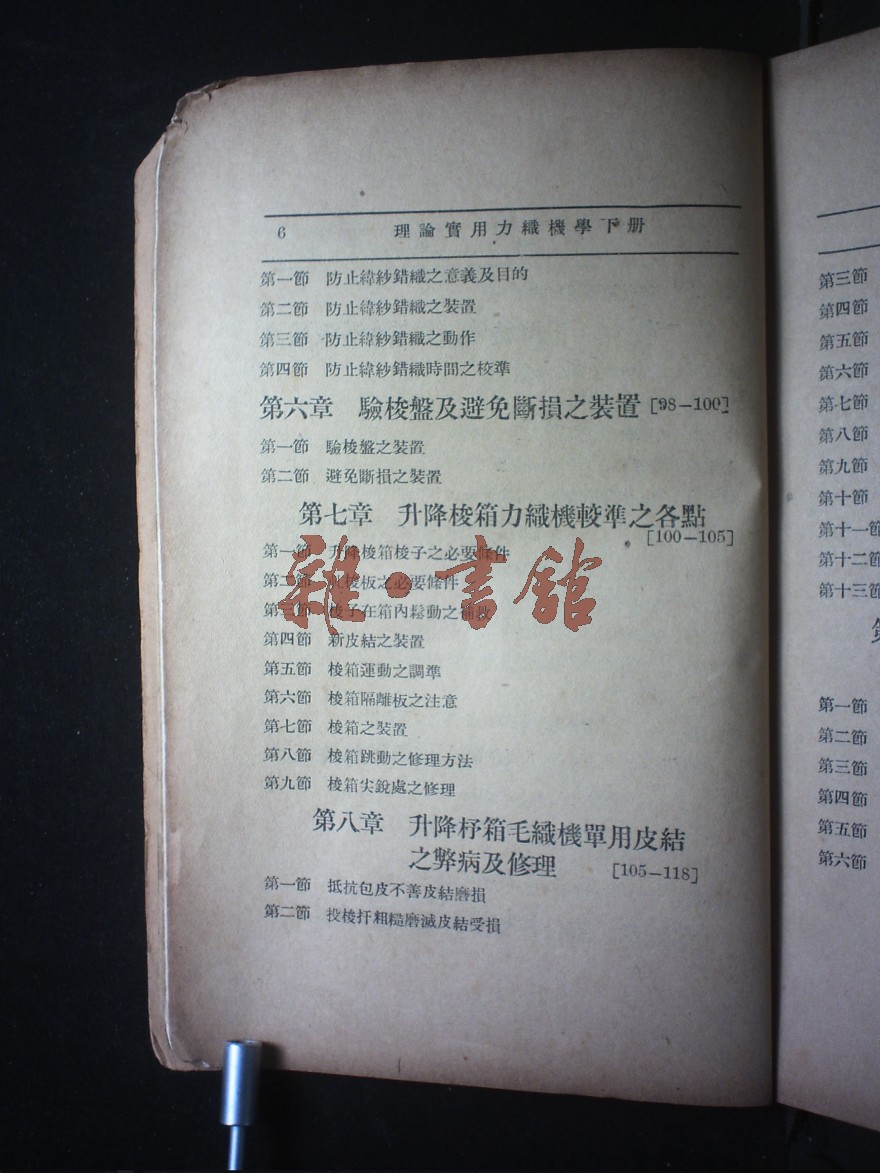 6 理論實用力織機學下册
第一節 防止緯紗錯織之意義及目的
第二節 防止緯紗錯織之裝置
第三節 防止緯紗錯織之動作
第四節 防止緯紗錯織時間之校準
第六章 驗梭盤及避免斷損之裝置 [98—100]
第一節 驗梭盤之裝置
第二節 避免斷損之裝置
第七章 升降梭箱力織機較準之各點
[100—105]
第一節 升降梭箱梭子之必要條件
第二節 梭板之必要條件
第三節 梭子在箱內鬆動之補救
第四節 新皮結之裝置
第五節 梭箱運動之調準
第六節 梭箱隔離板之注意
第七節 梭箱之裝置
第八節 梭箱跳動之修理方法
第九節 梭箱尖銳處之修理
第八章 升降杼箱毛織機單用皮結
之弊病及修理 [105—118]
第一節 抵抗包皮不善皮結磨損
第二節 投梭扞粗糙磨滅皮結受損
雜·書館
第三節
第四節
第五節
第六節
第七節
第八節
第九節
第十節
第十一節
第十二節
第十三節
第一節
第二節
第三節
第四節
第五節
第六節